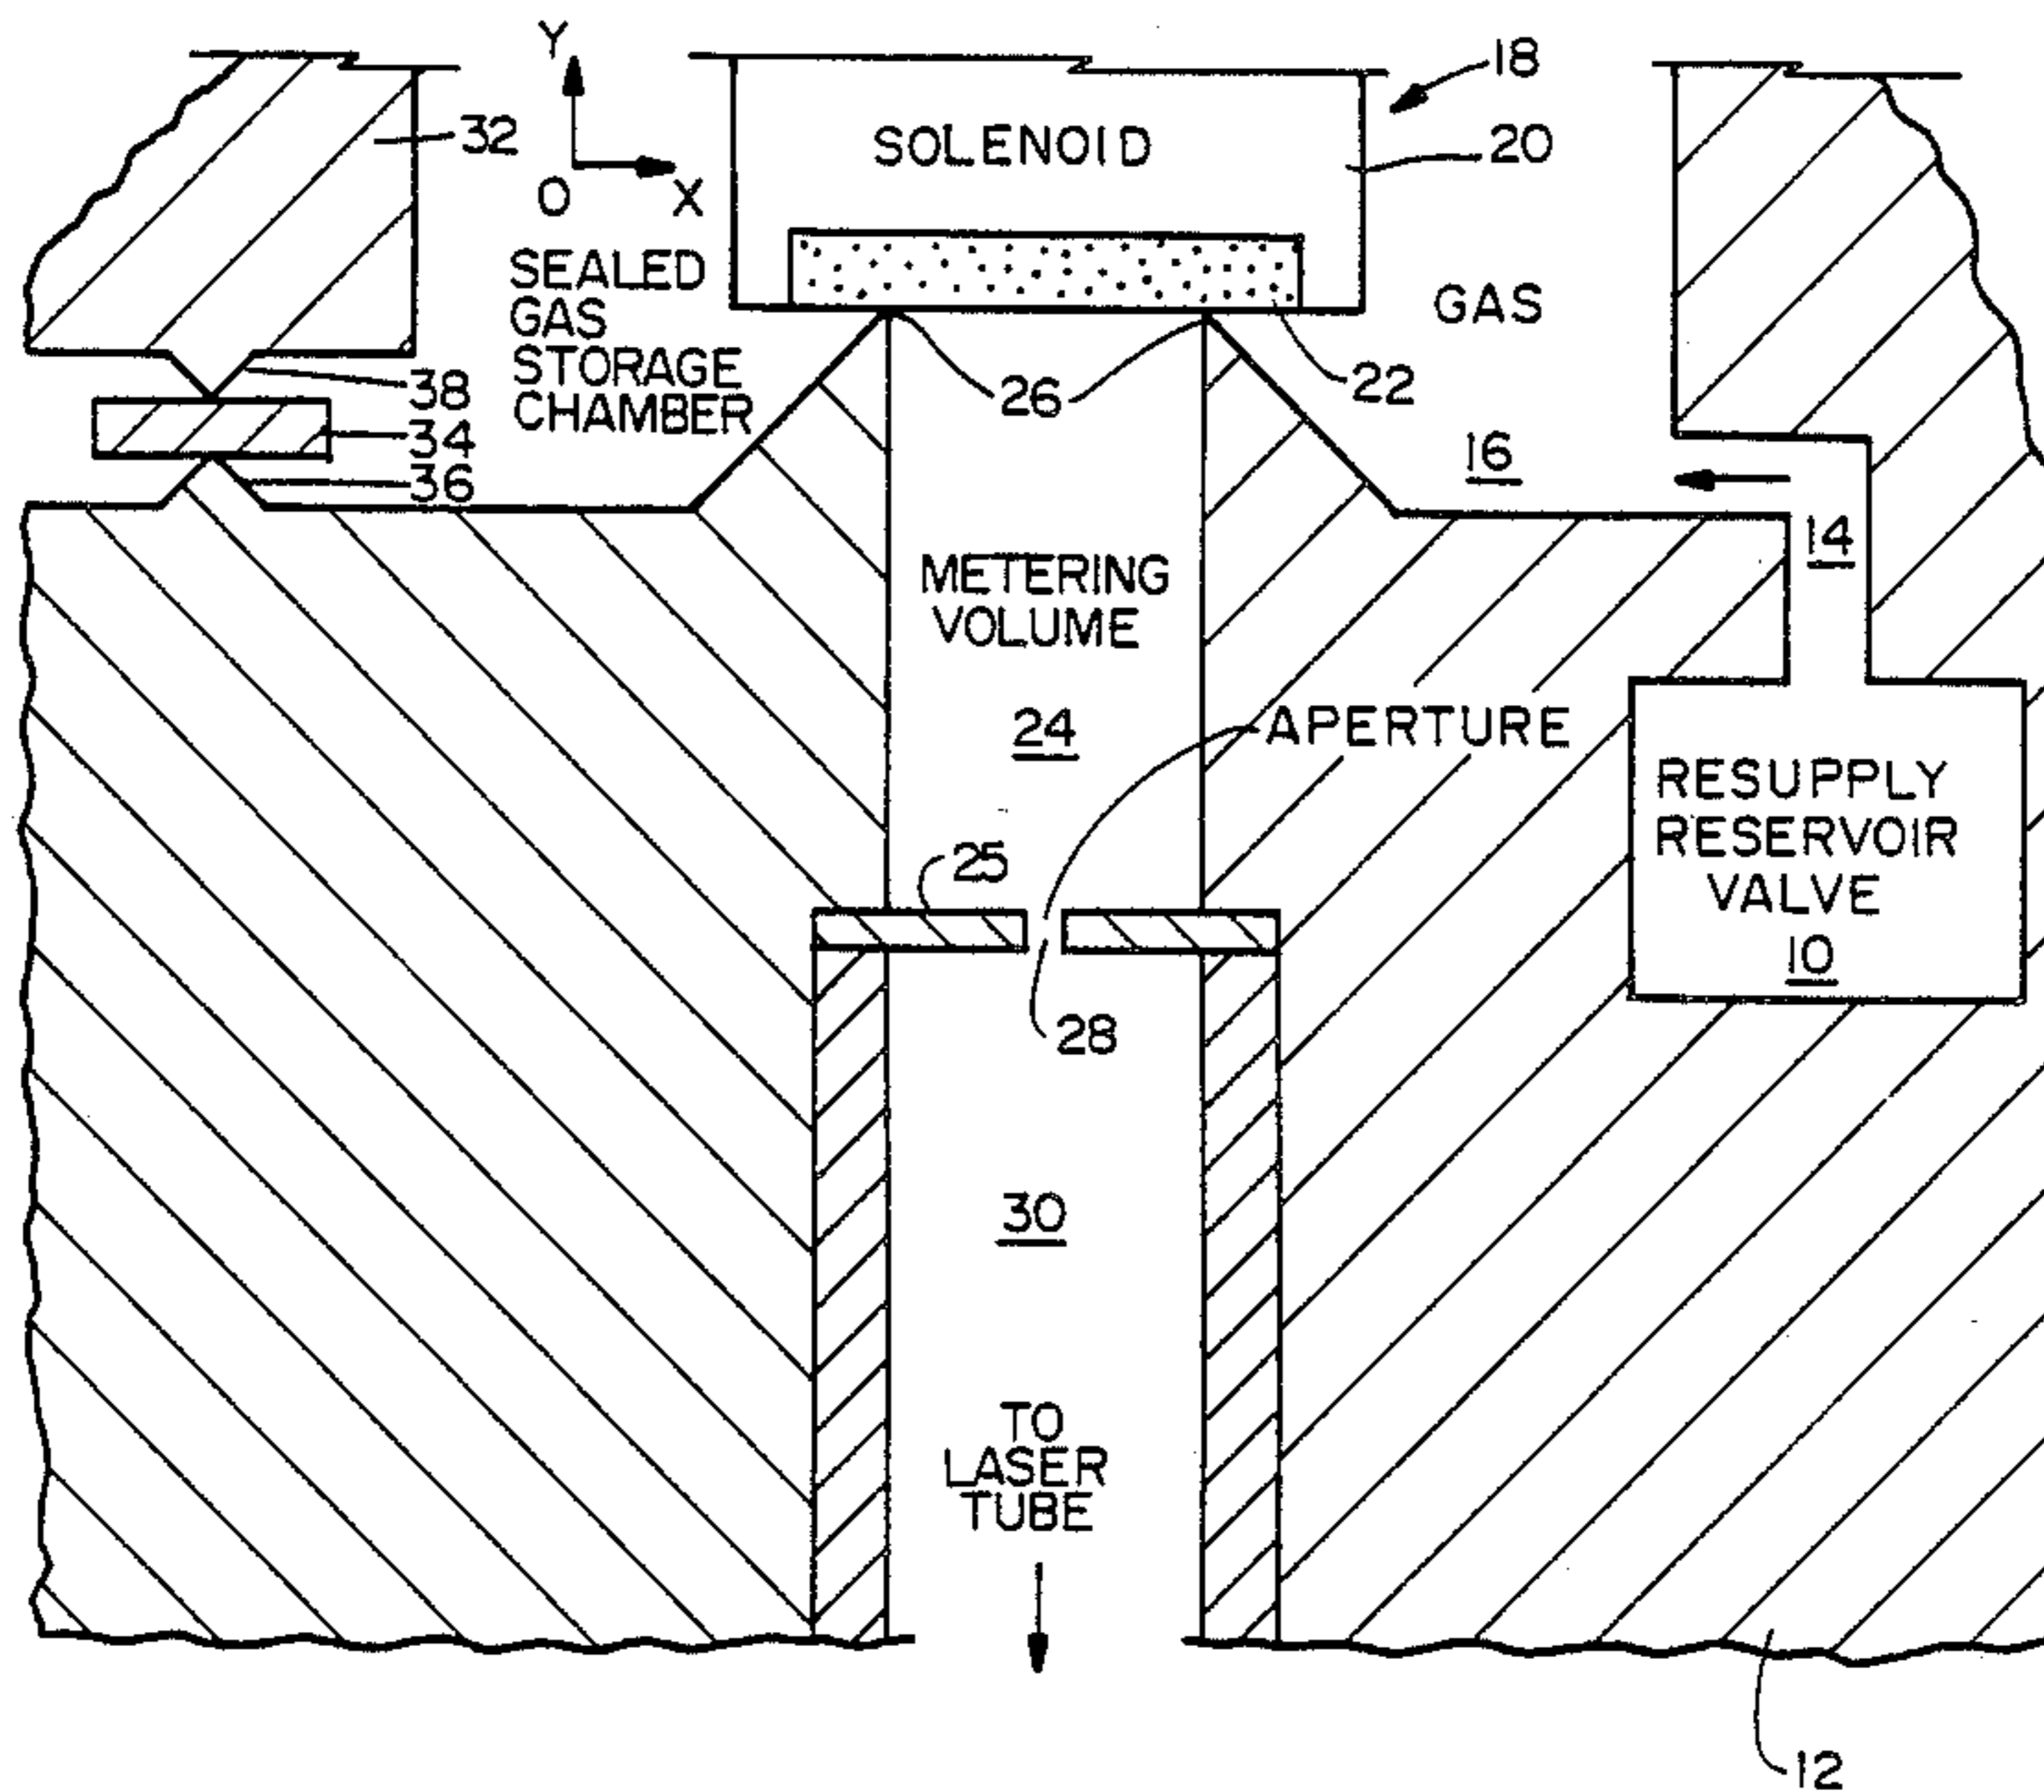 Y
18
32
SOLENOID
20
O
X
SEALED
GAS
STORAGE
CHAMBER
GAS
38
26
22
34
16
36
14
METERING
VOLUME
24
APERTURE
RESUPPLY
RESERVOIR
VALVE
10
25
28
30
TO
LASER
TUBE
12